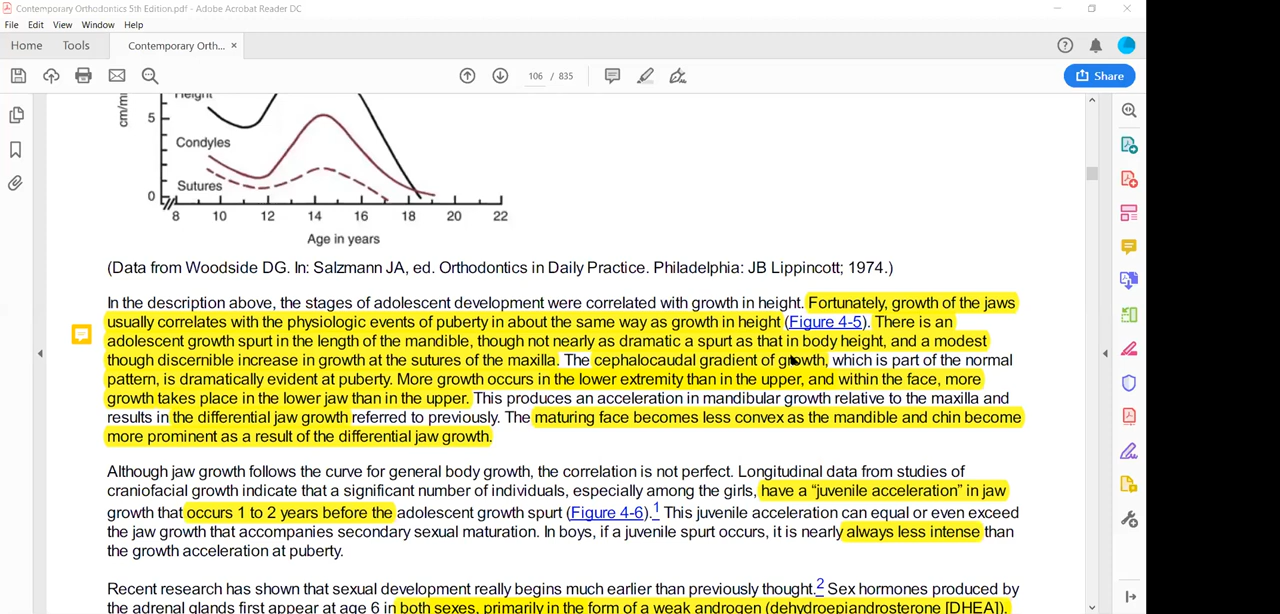 Contemporary Orthodontics 5th Edition.pdf - Adobe Acrobat Reader DC
File Edit View Window Help
Home Tools Contemporary Orth... ×
106 / 835
Share
Height
cm/mi
5
Condyles
Sutures
0
8 10 12 14 16 18 20 22
Age in years
(Data from Woodside DG. In: Salzmann JA, ed. Orthodontics in Daily Practice. Philadelphia: JB Lippincott; 1974.)
In the description above, the stages of adolescent development were correlated with growth in height. Fortunately, growth of the jaws
usually correlates with the physiologic events of puberty in about the same way as growth in height (Figure 4-5). There is an
adolescent growth spurt in the length of the mandible, though not nearly as dramatic a spurt as that in body height, and a modest
though discernible increase in growth at the sutures of the maxilla. The cephalocaudal gradient of growth, which is part of the normal
pattern, is dramatically evident at puberty. More growth occurs in the lower extremity than in the upper, and within the face, more
growth takes place in the lower jaw than in the upper. This produces an acceleration in mandibular growth relative to the maxilla and
results in the differential jaw growth referred to previously. The maturing face becomes less convex as the mandible and chin become
more prominent as a result of the differential jaw growth.
Although jaw growth follows the curve for general body growth, the correlation is not perfect. Longitudinal data from studies of
craniofacial growth indicate that a significant number of individuals, especially among the girls, have a “juvenile acceleration” in jaw
growth that occurs 1 to 2 years before the adolescent growth spurt (Figure 4-6).1 This juvenile acceleration can equal or even exceed
the jaw growth that accompanies secondary sexual maturation. In boys, if a juvenile spurt occurs, it is nearly always less intense than
the growth acceleration at puberty.
Recent research has shown that sexual development really begins much earlier than previously thought.2 Sex hormones produced by
the adrenal glands first appear at age 6 in both sexes, primarily in the form of a weak androgen (dehydroepiandrosterone [DHEA]).